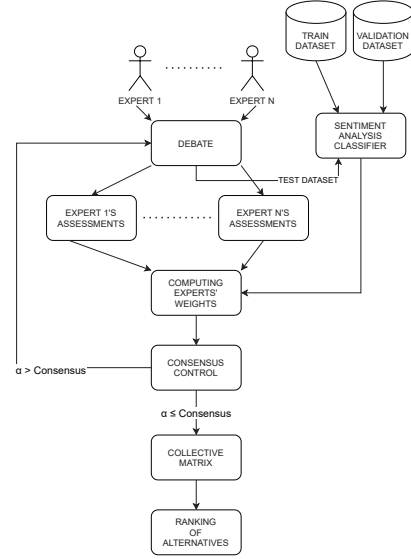 TRAIN
DATASET
VALIDATION
DATASET
EXPERT 1
EXPERT N
DEBATE
SENTIMENT
ANALYSIS
CLASSIFIER
TEST DATASET
EXPERT 1'S
ASSESSMENTS
EXPERT N'S
ASSESSMENTS
COMPUTING
EXPERTS'
WEIGHTS
CONSENSUS
CONTROL
α > Consensus
α ≤ Consensus
COLLECTIVE
MATRIX
RANKING
OF
ALTERNATIVES